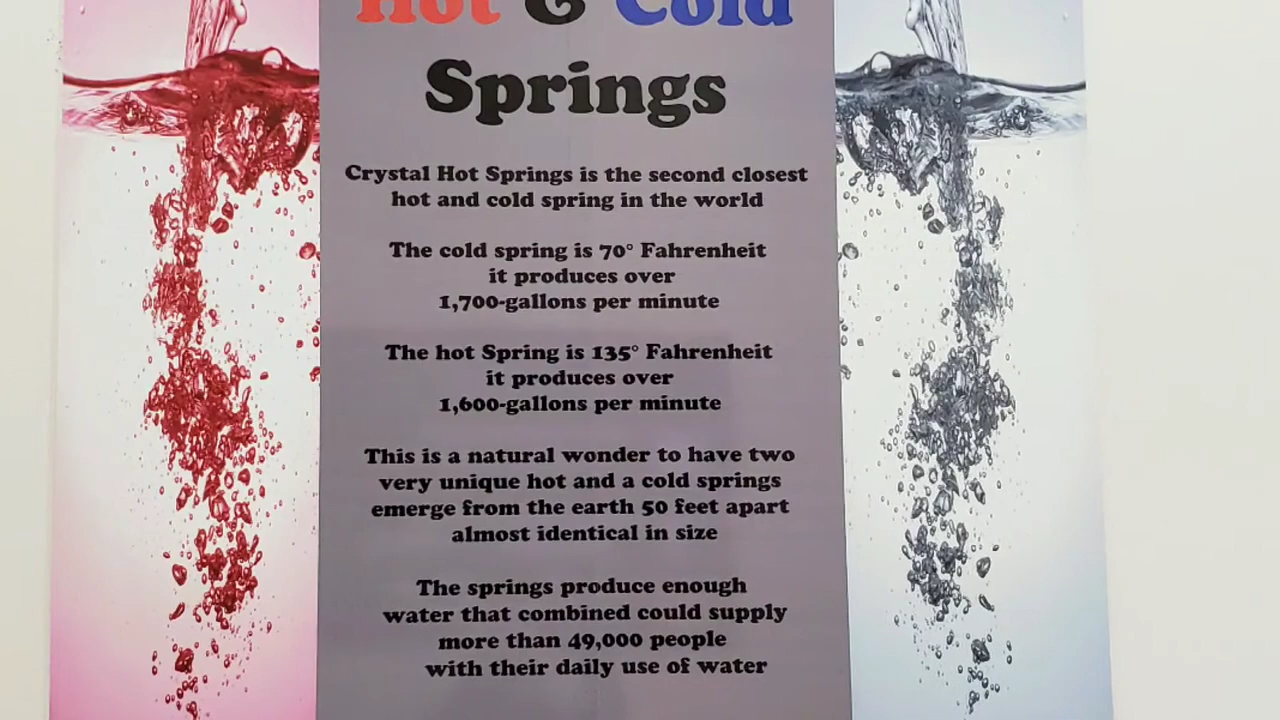 Hot & Cold
Springs
Crystal Hot Springs is the second closest
hot and cold spring in the world
The cold spring is 70° Fahrenheit
it produces over
1,700-gallons per minute
The hot Spring is 135° Fahrenheit
it produces over
1,600-gallons per minute
This is a natural wonder to have two
very unique hot and a cold springs
emerge from the earth 50 feet apart
almost identical in size
The springs produce enough
water that combined could supply
more than 49,000 people
with their daily use of water